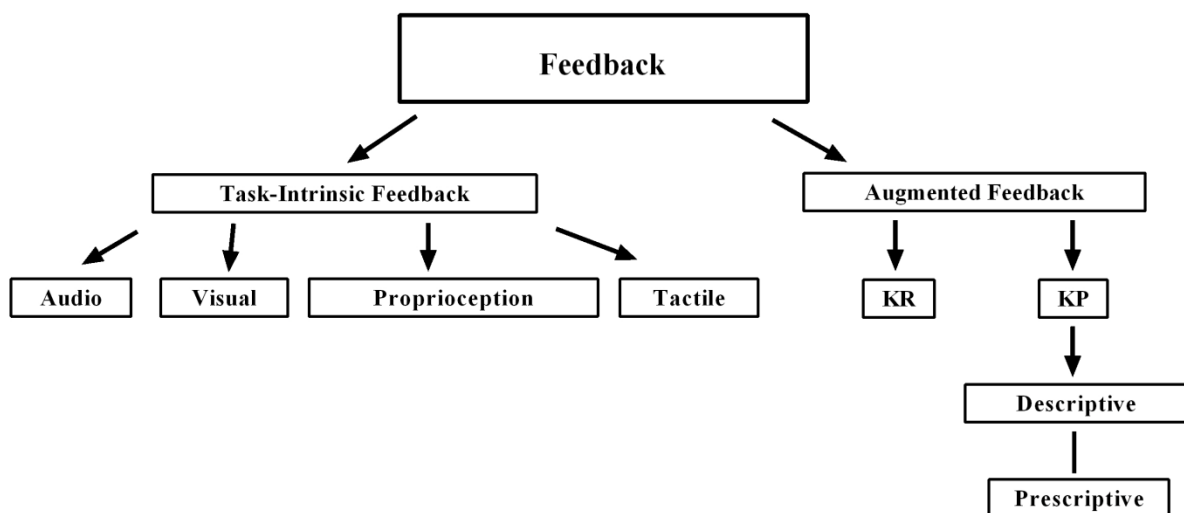 Feedback
Task-Intrinsic Feedback
Augmented Feedback
Audio
Visual
Proprioception
Tactile
KR
KP
Descriptive
Prescriptive